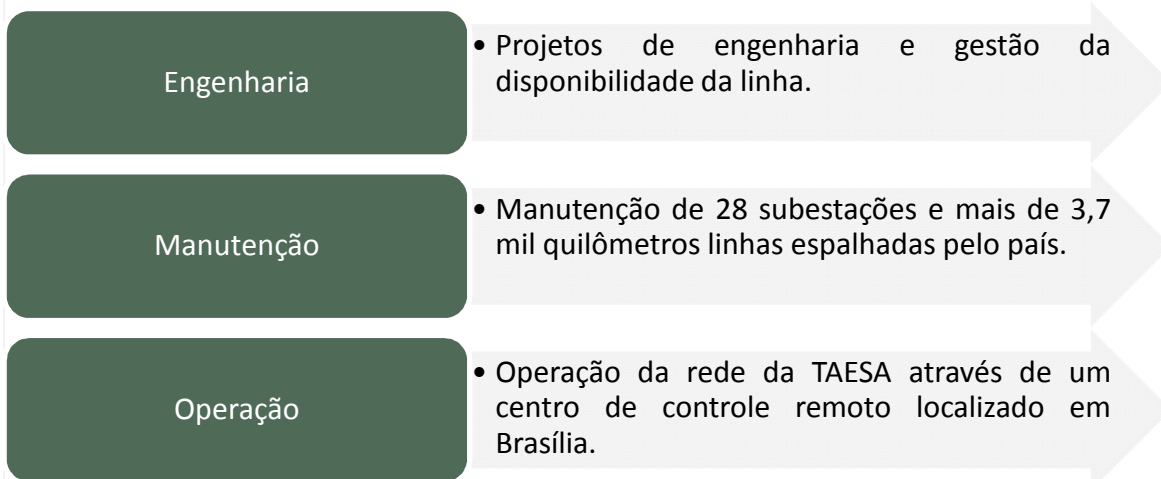 Engenharia
• Projetos de engenharia e gestão da
disponibilidade da linha.
Manutenção
• Manutenção de 28 subestações e mais de 3,7
mil quilômetros linhas espalhadas pelo país.
Operação
• Operação da rede da TAESA através de um
centro de controle remoto localizado em
Brasília.